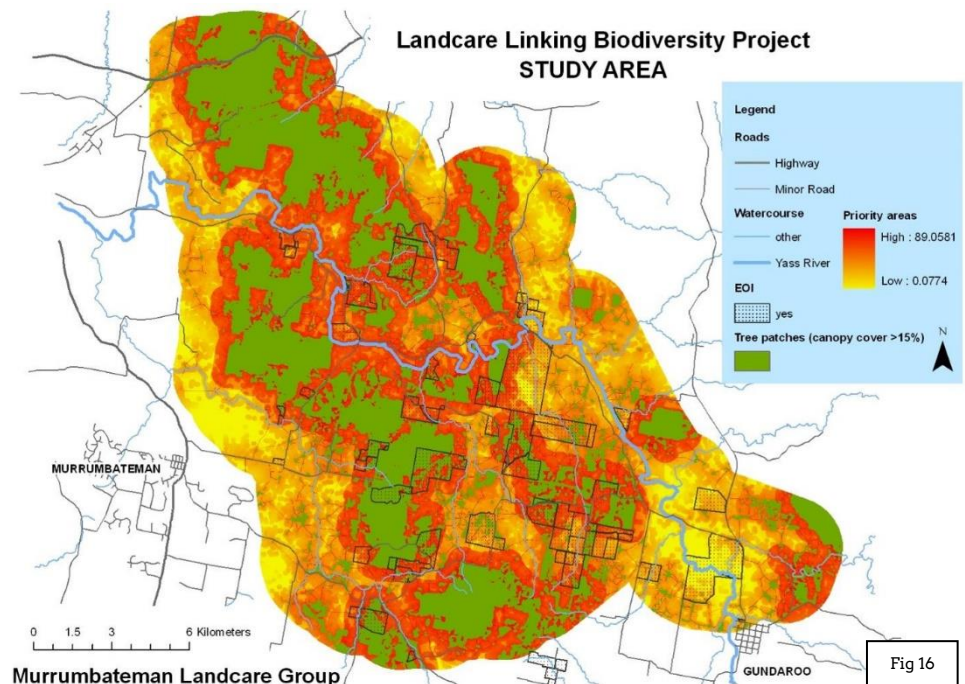 Landcare Linking Biodiversity Project
STUDY AREA
Legend
Roads
Highway
Minor Road
Watercourse
other
Yass River
Priority areas
High : 89.0581
Low : 0.0774
EOI
yes
Tree patches (canopy cover >15%)
N
MURRUMBATEMAN
0 1.5 3 6 Kilometers
GUNDAROO
Murrumbateman Landcare Group
Fig 16